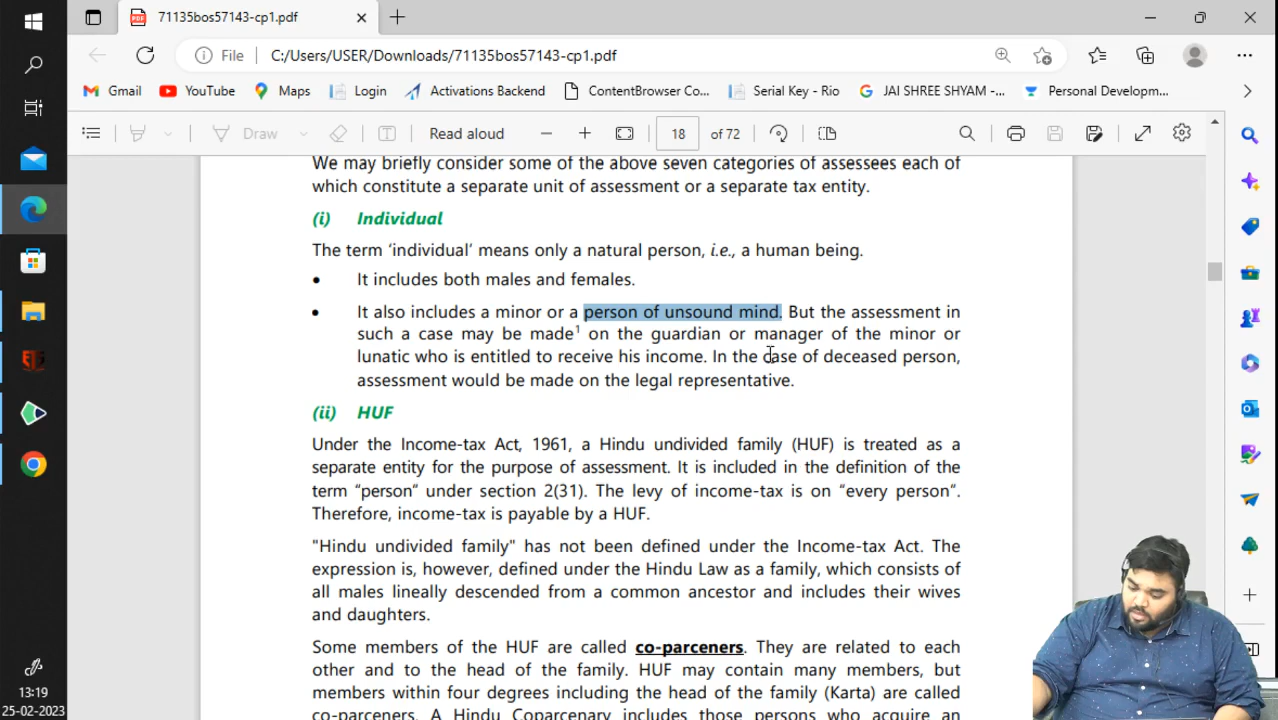 71135bos57143-cp1.pdf
File C:/Users/USER/Downloads/71135bos57143-cp1.pdf
Gmail YouTube Maps Login Activations Backend ContentBrowser Co... Serial Key - Rio JAI SHREE SHYAM -... Personal Developm...
Draw Read aloud 18 of 72
We may briefly consider some of the above seven categories of assessees each of
which constitute a separate unit of assessment or a separate tax entity.
(i) Individual
The term ‘individual’ means only a natural person, i.e., a human being.
• It includes both males and females.
• It also includes a minor or a person of unsound mind. But the assessment in
such a case may be made1 on the guardian or manager of the minor or
lunatic who is entitled to receive his income. In the case of deceased person,
assessment would be made on the legal representative.
(ii) HUF
Under the Income-tax Act, 1961, a Hindu undivided family (HUF) is treated as a
separate entity for the purpose of assessment. It is included in the definition of the
term “person” under section 2(31). The levy of income-tax is on “every person”.
Therefore, income-tax is payable by a HUF.
"Hindu undivided family" has not been defined under the Income-tax Act. The
expression is, however, defined under the Hindu Law as a family, which consists of
all males lineally descended from a common ancestor and includes their wives
and daughters.
Some members of the HUF are called co-parceners. They are related to each
other and to the head of the family. HUF may contain many members, but
members within four degrees including the head of the family (Karta) are called
co-parceners. A Hindu Coparcenary includes those persons who acquire an
13:19
25-02-2023